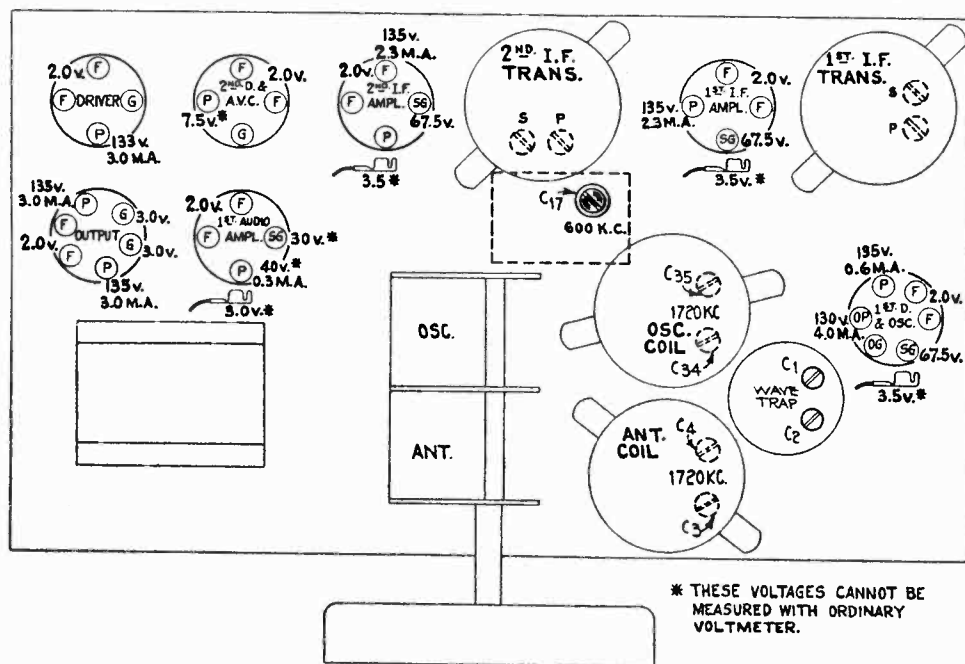 2.0v.
F
F DRIVER G
P
133v.
3.0 M.A.
F
2.0v.
2ND. D. &
P F
A.V.C.
7.5v.*
G
135v.
2.3 M.A.
2.0v.
F
F 2ND I.F.
AMPL. SG
67.5v.
P
3.5*
2ND. I.F.
TRANS.
S P
C17
600 K.C.
F
2.0v.
135v. P 1ST I.F. F
AMPL.
2.3 M.A.
SG 67.5v.
3.5v.*
1ST. I.F.
TRANS.
S
P
135v.
3.0 M.A.
P
G
3.0v.
F
OUTPUT
2.0v.
F
G
3.0v.
P
135v.
3.0 M.A.
2.0v.
F
1ST AUDIO
F AMPL. SG 30v.*
40v.*
P
0.3 M.A.
3.0v.*
OSC.
ANT.
C35
1720 KC
OSC.
COIL
C34
ANT.
COIL
C4
1720 KC.
C3
C1
WAVE
TRAP
C2
135v.
0.6 M.A.
P F
2.0v.
130v. OP 1ST D. F
4.0 M.A. & OSC.
OG SG
67.5v.
3.5v.*
* THESE VOLTAGES CANNOT BE
MEASURED WITH ORDINARY
VOLTMETER.